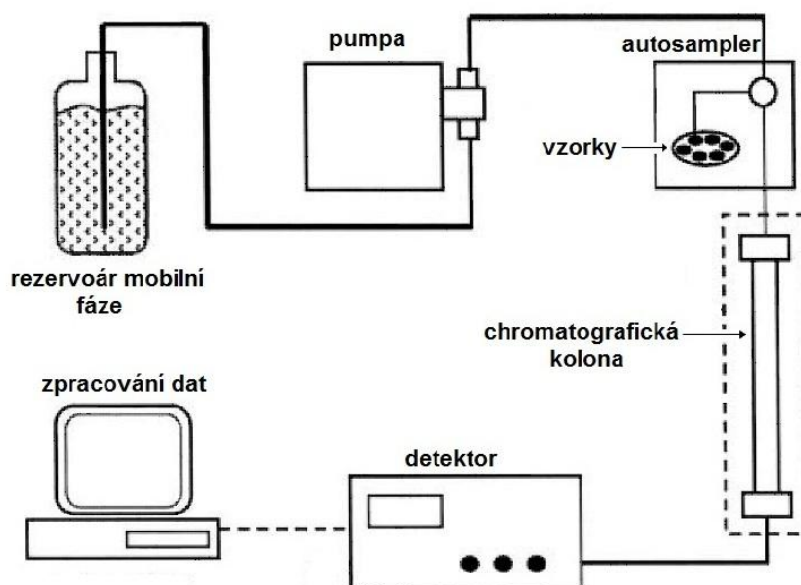 pumpa
autosampler
vzorky
rezervoár mobilní
fáze
chromatografická
kolona
zpracování dat
detektor